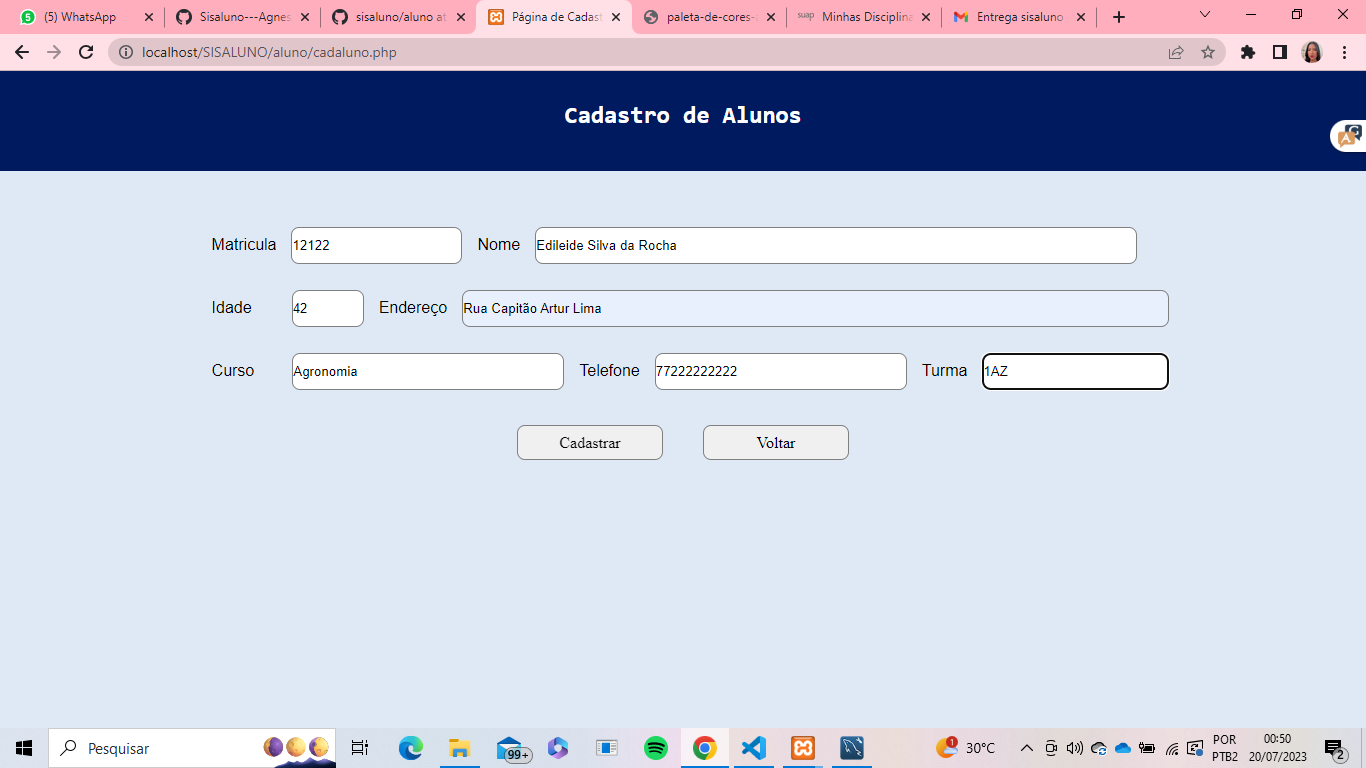 (5) WhatsApp Sisaluno---Agnes sisaluno/aluno at Página de Cadast paleta-de-cores- suap Minhas Disciplina Entrega sisaluno
localhost/SISALUNO/aluno/cadaluno.php
Cadastro de Alunos
Matricula 12122 Nome Edileide Silva da Rocha
Idade 42 Endereço Rua Capitão Artur Lima
Curso Agronomia Telefone 77222222222 Turma 1AZ
Cadastrar Voltar
Pesquisar 99+ 1 30°C POR 00:50
PTB2 20/07/2023 2